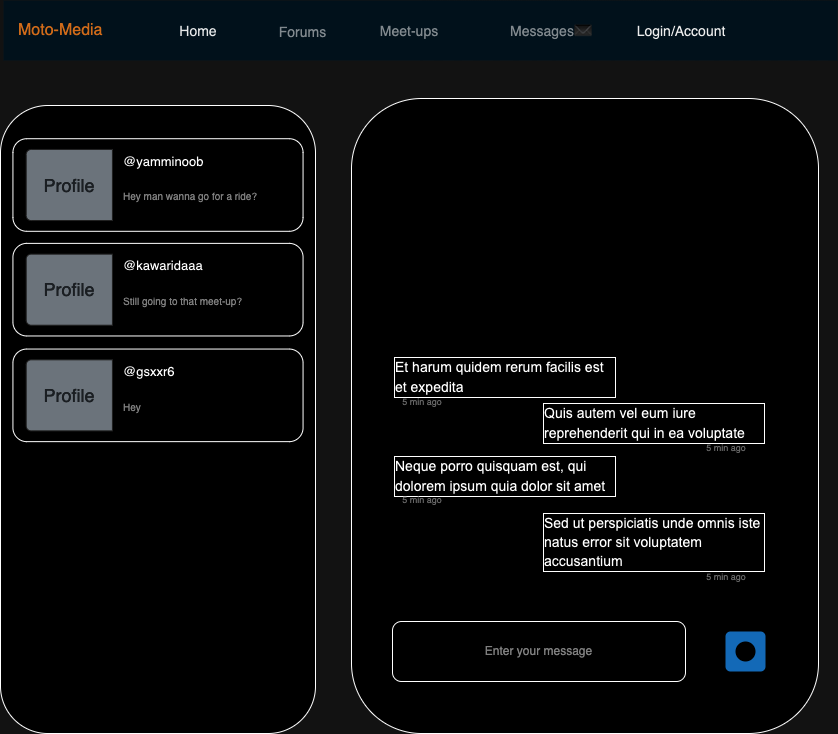 Moto-Media
Home
Forums
Meet-ups
Messages
Login/Account
Profile
@yamminoob
Hey man wanna go for a ride?
Profile
@kawaridaaa
Still going to that meet-up?
Profile
@gsxxr6
Hey
Et harum quidem rerum facilis est
et expedita
5 min ago
Quis autem vel eum iure
reprehenderit qui in ea voluptate
5 min ago
Neque porro quisquam est, qui
dolorem ipsum quia dolor sit amet
5 min ago
Sed ut perspiciatis unde omnis iste
natus error sit voluptatem
accusantium
5 min ago
Enter your message